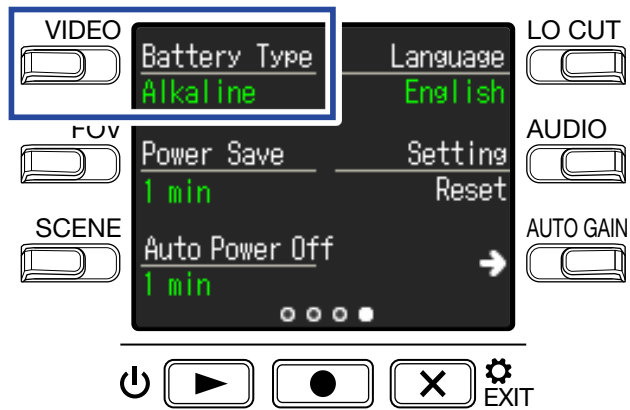 VIDEO
LO CUT
Battery Type
Language
Alkaline
English
FOV
AUDIO
Power Save
Setting
1 min
Reset
SCENE
AUTO GAIN
Auto Power Off
1 min
EXIT